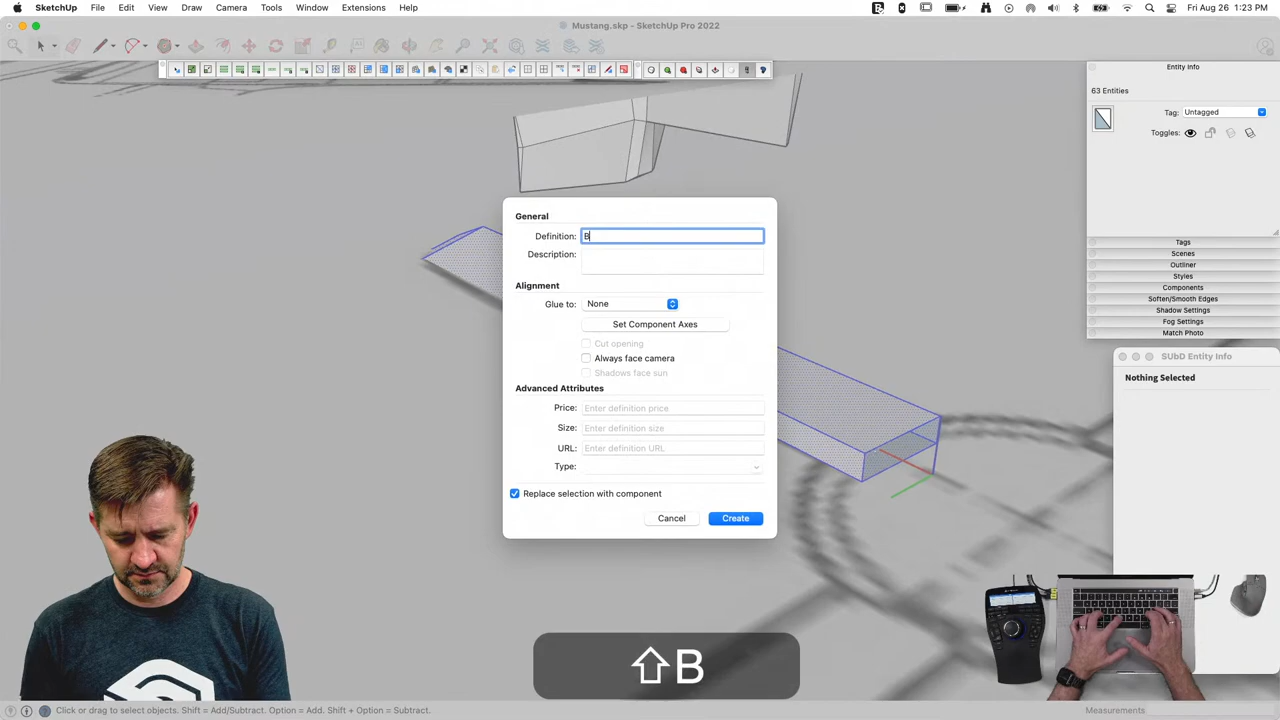 SketchUp File Edit View Draw Camera Tools Window Extensions Help
Fri Aug 26 1:23 PM
Mustang.skp - SketchUp Pro 2022
Entity Info
63 Entities
Tag: Untagged
Toggles:
Tags
Scenes
Outliner
Styles
Components
Soften/Smooth Edges
Shadow Settings
Fog Settings
Match Photo
SUbD Entity Info
Nothing Selected
General
Definition: B
Description:
Alignment
Glue to: None
Set Component Axes
Cut opening
Always face camera
Shadows face sun
Advanced Attributes
Price: Enter definition price
Size: Enter definition size
URL: Enter definition URL
Type:
Replace selection with component
Cancel Create
⇧B
Click or drag to select objects. Shift = Add/Subtract. Option = Add. Shift + Option = Subtract.
Measurements